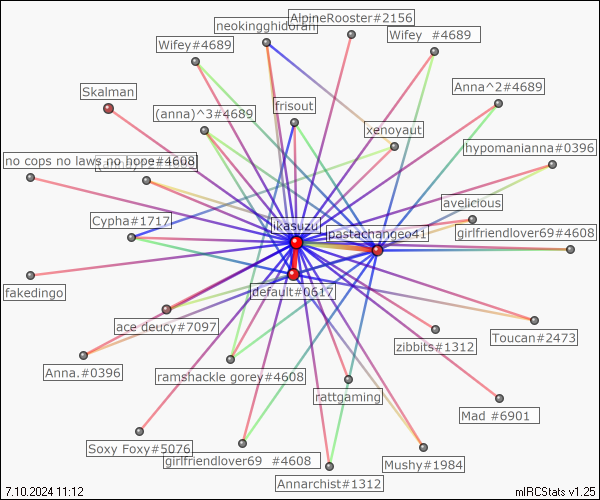 AlpineRooster#2156
neokingghidorah
Wifey #4689
Wifey#4689
Skalman
Anna^2#4689
(anna)^3#4689
frisout
xenoyaut
hypomanianna#0396
no cops no laws no hope#4608
avelicious
Cypha#1717
ikasuzu
pastachangeo41
girlfriendlover69#4608
fakedingo
default#0617
ace deucy#7097
Toucan#2473
zibbits#1312
Anna.#0396
ramshackle gorey#4608
rattgaming
Mad #6901
Soxy Foxy#5076
girlfriendlover69 #4608
Mushy#1984
Annarchist#1312
7.10.2024 11:12
mIRCStats v1.25